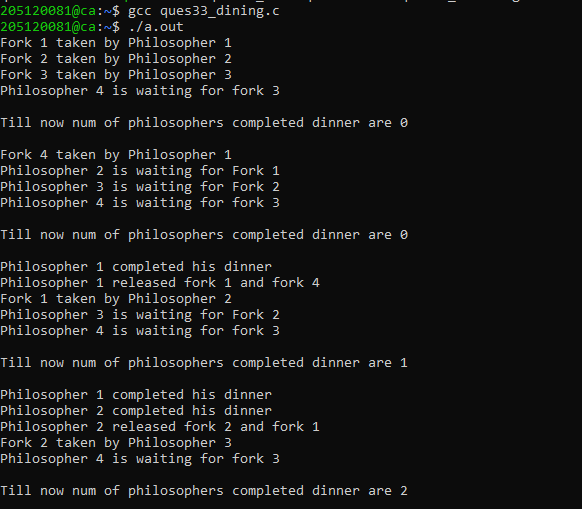 205120081@ca:~$ gcc ques33_dining.c
205120081@ca:~$ ./a.out
Fork 1 taken by Philosopher 1
Fork 2 taken by Philosopher 2
Fork 3 taken by Philosopher 3
Philosopher 4 is waiting for fork 3
Till now num of philosophers completed dinner are 0
Fork 4 taken by Philosopher 1
Philosopher 2 is waiting for Fork 1
Philosopher 3 is waiting for Fork 2
Philosopher 4 is waiting for fork 3
Till now num of philosophers completed dinner are 0
Philosopher 1 completed his dinner
Philosopher 1 released fork 1 and fork 4
Fork 1 taken by Philosopher 2
Philosopher 3 is waiting for Fork 2
Philosopher 4 is waiting for fork 3
Till now num of philosophers completed dinner are 1
Philosopher 1 completed his dinner
Philosopher 2 completed his dinner
Philosopher 2 released fork 2 and fork 1
Fork 2 taken by Philosopher 3
Philosopher 4 is waiting for fork 3
Till now num of philosophers completed dinner are 2